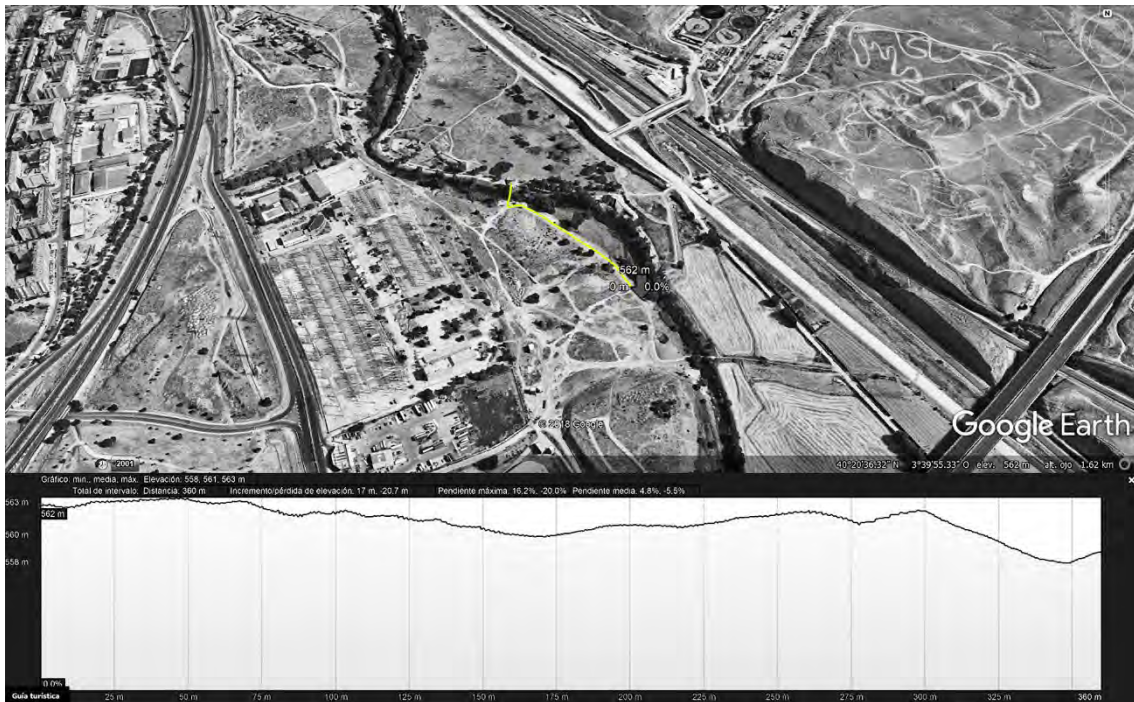 N
562 m
0 m 0.0%
© 2018 Google
Google Earth
2001
40°20'36.32" N 3°39'55.33" O elev. 562 m alt. ojo 1.62 km
Gráfico: min., media, máx. Elevación: 558, 561, 563 m
Total de intervalo: Distancia: 360 m Incremento/pérdida de elevación: 17 m, -20.7 m Pendiente máxima: 16.2%, -20.0% Pendiente media: 4.8%, -5.5%
563 m
562 m
560 m
558 m
0.0%
Guía turística 25 m 50 m 75 m 100 m 125 m 150 m 175 m 200 m 225 m 250 m 275 m 300 m 325 m 360 m